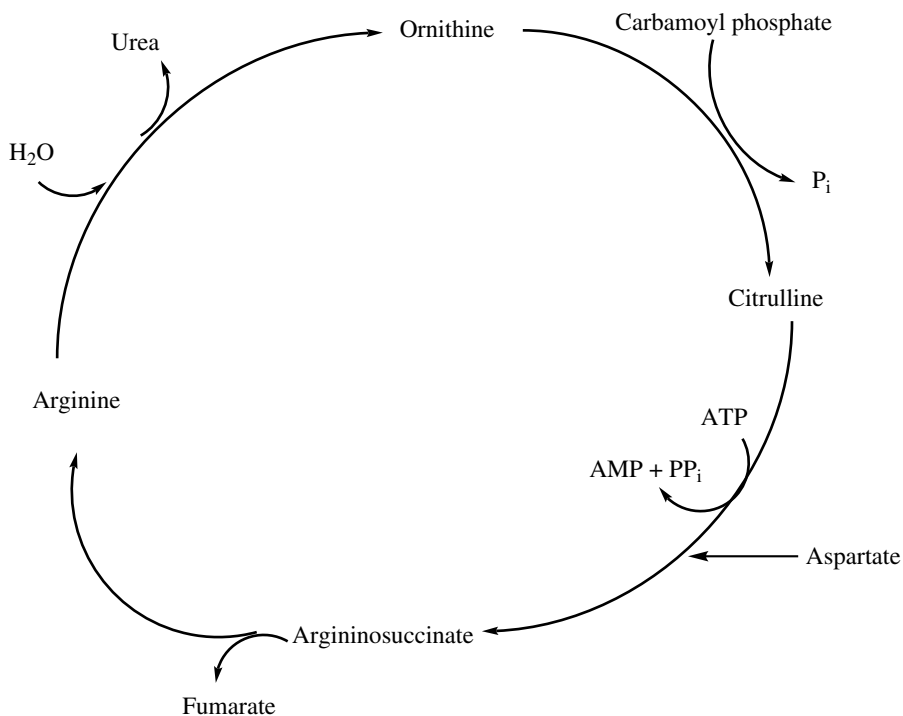 Carbamoyl phosphate
Ornithine
Urea
H₂O
Pᵢ
Citrulline
Arginine
ATP
AMP + PPᵢ
Aspartate
Argininosuccinate
Fumarate